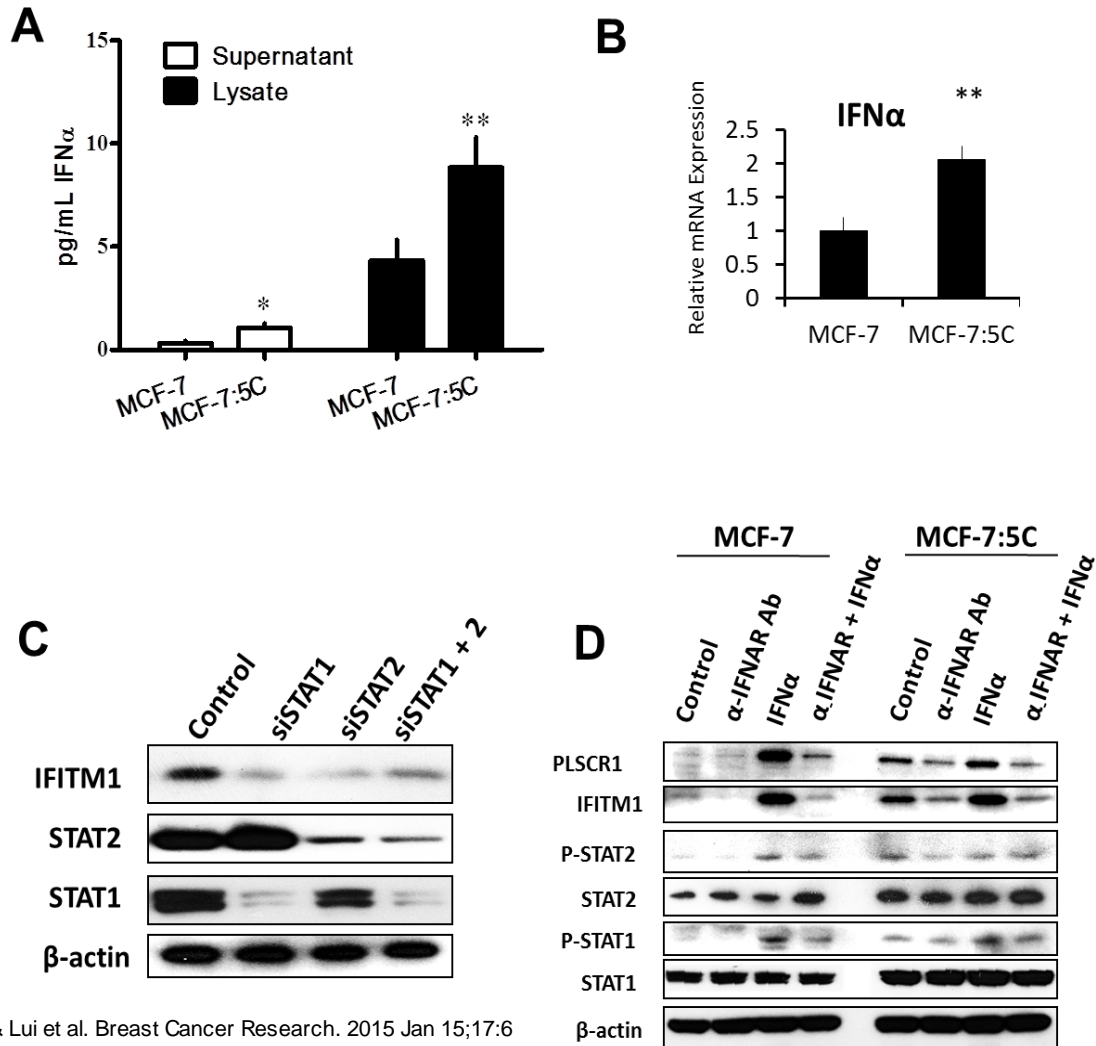 A
15
10
5
0
pg/mL IFNα
Supernatant
Lysate
*
**
MCF-7
MCF-7:5C
MCF-7
MCF-7:5C
B
IFNα
**
Relative mRNA Expression
2.5
2
1.5
1
0.5
0
MCF-7
MCF-7:5C
C
Control
siSTAT1
siSTAT2
siSTAT1 + 2
IFITM1
STAT2
STAT1
β-actin
D
MCF-7
MCF-7:5C
Control
α-IFNAR Ab
IFNα
α_IFNAR + IFNα
Control
α-IFNAR Ab
IFNα
α_IFNAR + IFNα
PLSCR1
IFITM1
P-STAT2
STAT2
P-STAT1
STAT1
β-actin
Lui et al. Breast Cancer Research. 2015 Jan 15;17:6